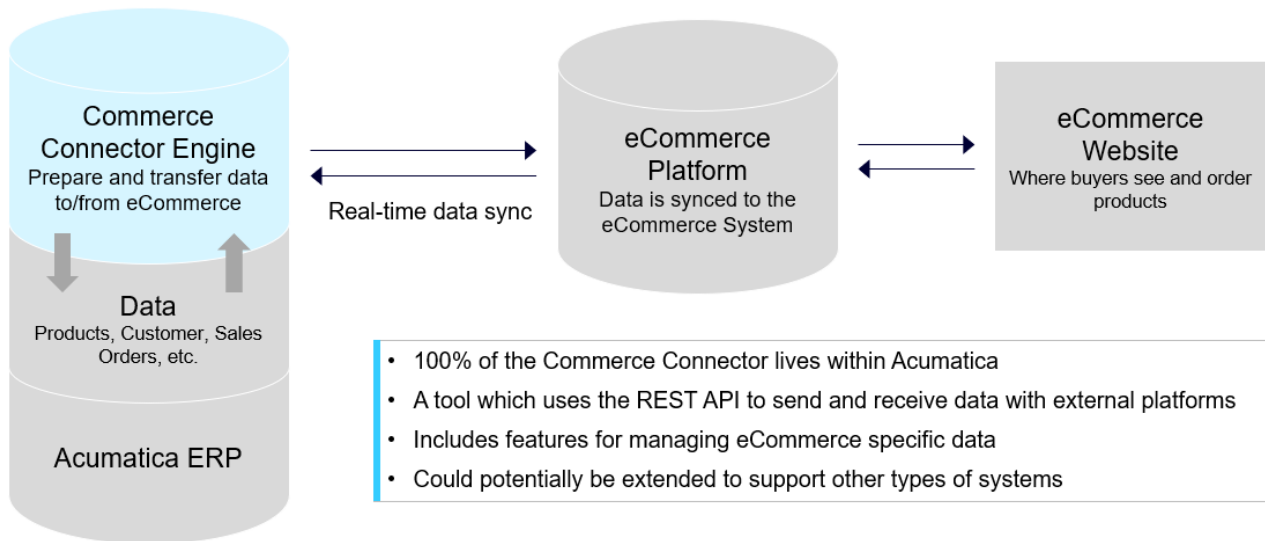 Commerce
Connector Engine
Prepare and transfer data
to/from eCommerce
Data
Products, Customer, Sales
Orders, etc.
Acumatica ERP
Real-time data sync
eCommerce
Platform
Data is synced to the
eCommerce System
eCommerce
Website
Where buyers see and order
products
• 100% of the Commerce Connector lives within Acumatica
• A tool which uses the REST API to send and receive data with external platforms
• Includes features for managing eCommerce specific data
• Could potentially be extended to support other types of systems